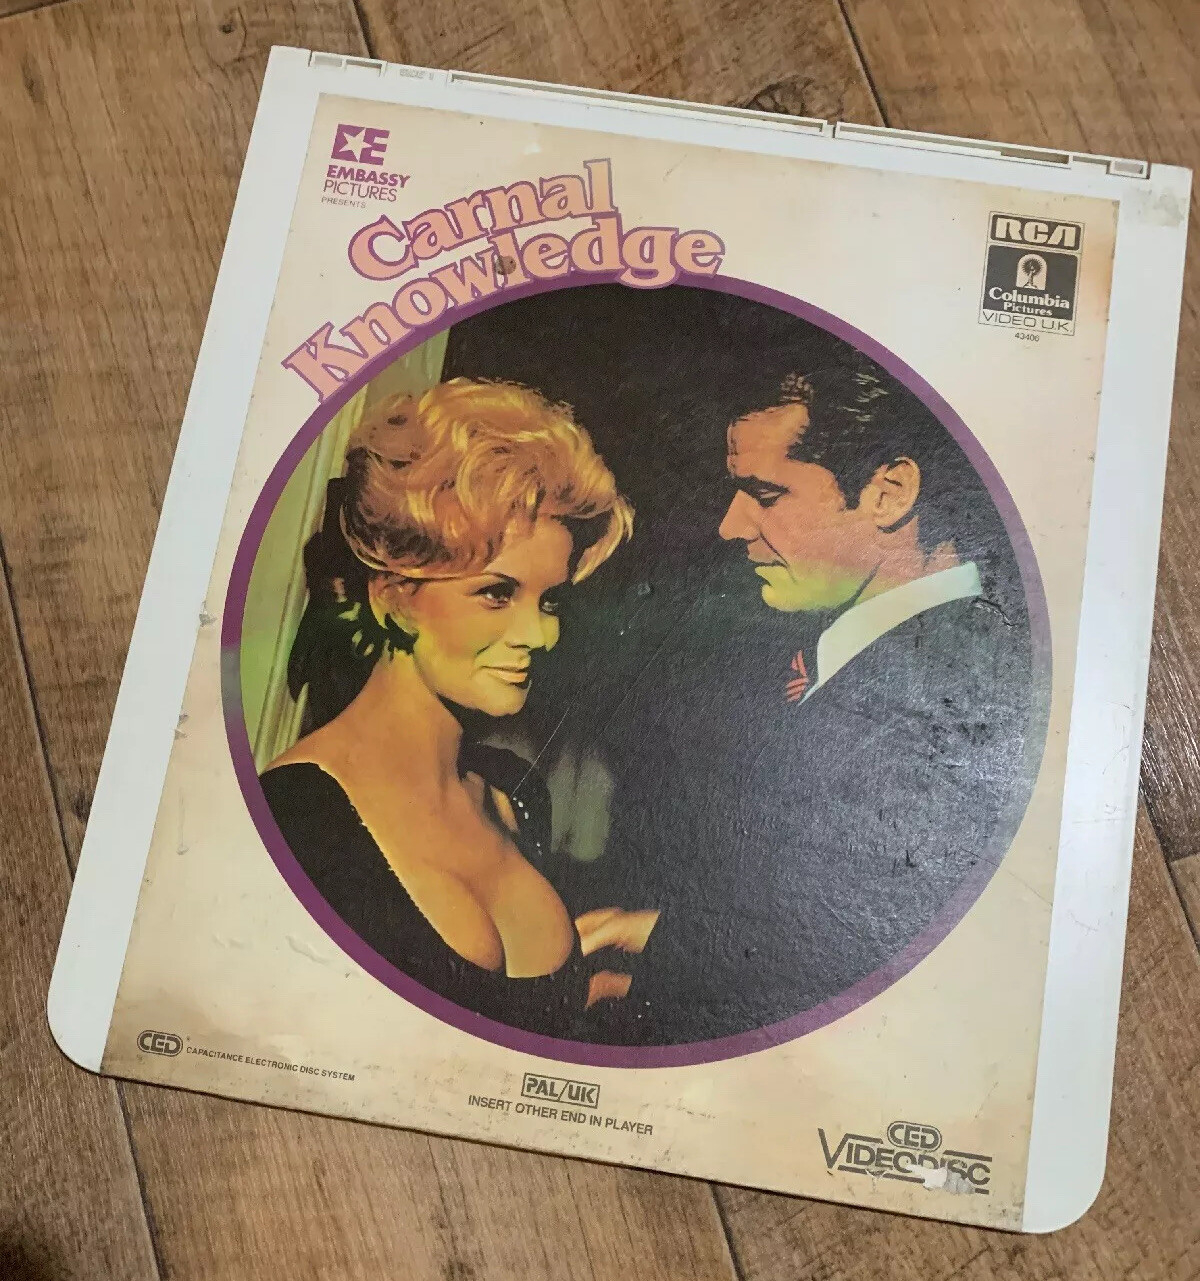 EMBASSY
PICTURES
PRESENTS
Carnal
Knowledge
RCA
Columbia
Pictures
VIDEO U.K.
43406
CED
CAPACITANCE ELECTRONIC DISC SYSTEM
PAL/UK
INSERT OTHER END IN PLAYER
CED
VIDEODISC